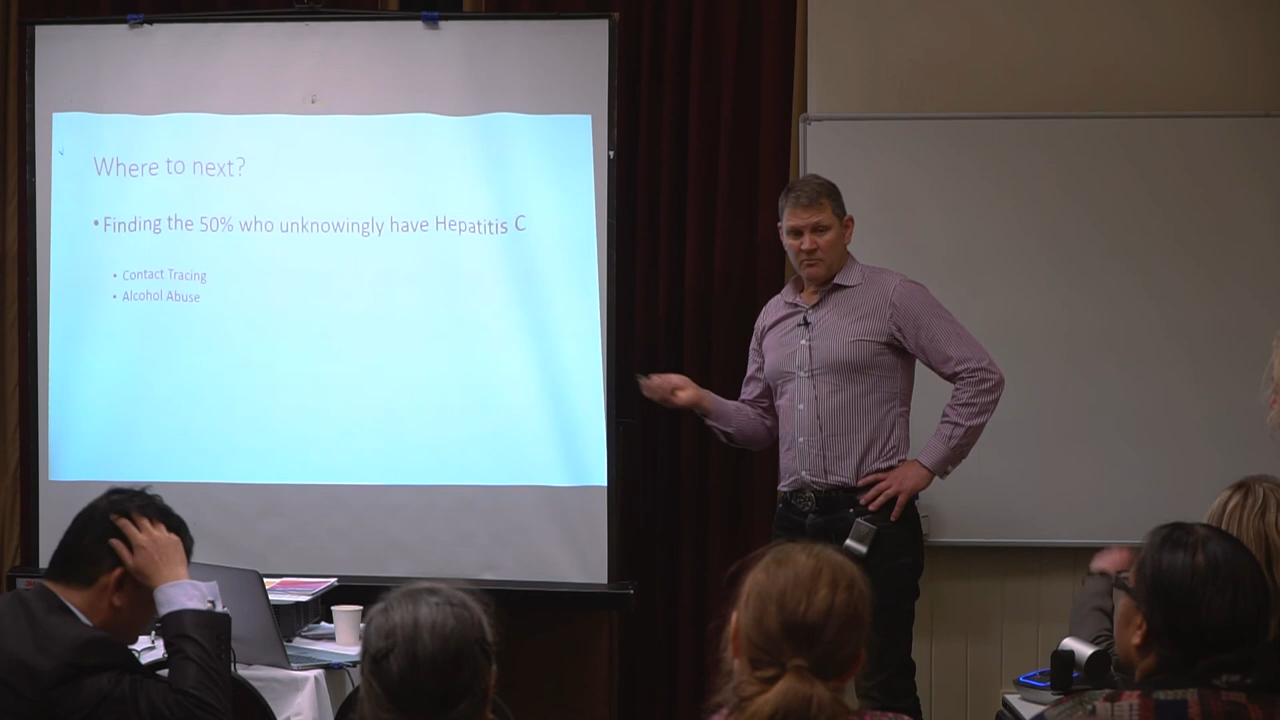 Where to next?
• Finding the 50% who unknowingly have Hepatitis C
• Contact Tracing
• Alcohol Abuse